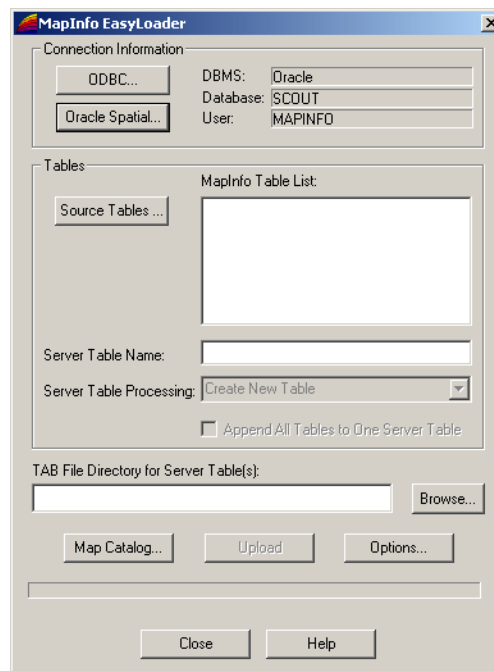 MapInfo EasyLoader
Connection Information
ODBC...
DBMS: Oracle
Oracle Spatial...
Database: SCOUT
User: MAPINFO
Tables
MapInfo Table List:
Source Tables ...
Server Table Name:
Server Table Processing: Create New Table
Append All Tables to One Server Table
TAB File Directory for Server Table(s):
Browse...
Map Catalog... Upload Options...
Close Help